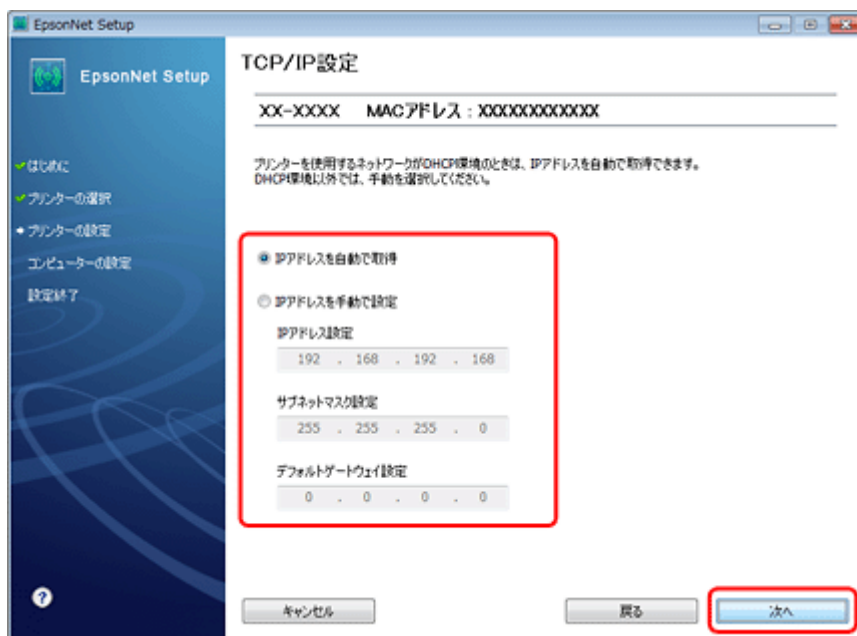 EpsonNet Setup
EpsonNet Setup
はじめに
プリンターの選択
プリンターの設定
コンピューターの設定
設定終了
TCP/IP設定
XX-XXXX MACアドレス : XXXXXXXXXXXX
プリンターを使用するネットワークがDHCP環境のときは、IPアドレスを自動で取得できます。
DHCP環境以外では、手動を選択してください。
IPアドレスを自動で取得
IPアドレスを手動で設定
IPアドレス設定
192 . 168 . 192 . 168
サブネットマスク設定
255 . 255 . 255 . 0
デフォルトゲートウェイ設定
0 . 0 . 0 . 0
?
キャンセル
戻る
次へ